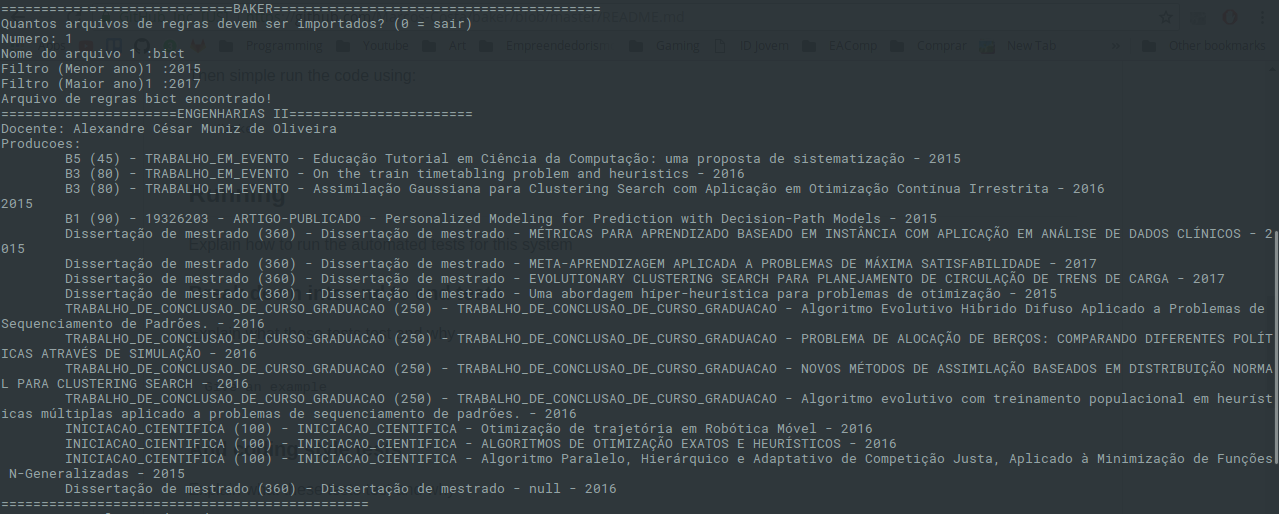 =============================BAKER=========================================
Quantos arquivos de regras devem ser importados? (0 = sair)
Numero: 1
Nome do arquivo 1 :bict
Filtro (Menor ano)1 :2015
Filtro (Maior ano)1 :2017
Arquivo de regras bict encontrado!
======================ENGENHARIAS II=======================
Docente: Alexandre César Muniz de Oliveira
Producoes:
B5 (45) - TRABALHO_EM_EVENTO - Educação Tutorial em Ciência da Computação: uma proposta de sistematização - 2015
B3 (80) - TRABALHO_EM_EVENTO - On the train timetabling problem and heuristics - 2016
B3 (80) - TRABALHO_EM_EVENTO - Assimilação Gaussiana para Clustering Search com Aplicação em Otimização Contínua Irrestrita - 2016
2015
B1 (90) - 19326203 - ARTIGO-PUBLICADO - Personalized Modeling for Prediction with Decision-Path Models - 2015
Dissertação de mestrado (360) - Dissertação de mestrado - MÉTRICAS PARA APRENDIZADO BASEADO EM INSTÂNCIA COM APLICAÇÃO EM ANÁLISE DE DADOS CLÍNICOS - 2
015
Dissertação de mestrado (360) - Dissertação de mestrado - META-APRENDIZAGEM APLICADA A PROBLEMAS DE MÁXIMA SATISFABILIDADE - 2017
Dissertação de mestrado (360) - Dissertação de mestrado - EVOLUTIONARY CLUSTERING SEARCH PARA PLANEJAMENTO DE CIRCULAÇÃO DE TRENS DE CARGA - 2017
Dissertação de mestrado (360) - Dissertação de mestrado - Uma abordagem híper-heurística para problemas de otimização - 2015
TRABALHO_DE_CONCLUSAO_DE_CURSO_GRADUACAO (250) - TRABALHO_DE_CONCLUSAO_DE_CURSO_GRADUACAO - Algoritmo Evolutivo Hibrido Difuso Aplicado a Problemas de
Sequenciamento de Padrões. - 2016
TRABALHO_DE_CONCLUSAO_DE_CURSO_GRADUACAO (250) - TRABALHO_DE_CONCLUSAO_DE_CURSO_GRADUACAO - PROBLEMA DE ALOCAÇÃO DE BERÇOS: COMPARANDO DIFERENTES POLÍT
ICAS ATRAVÉS DE SIMULAÇÃO - 2016
TRABALHO_DE_CONCLUSAO_DE_CURSO_GRADUACAO (250) - TRABALHO_DE_CONCLUSAO_DE_CURSO_GRADUACAO - NOVOS MÉTODOS DE ASSIMILAÇÃO BASEADOS EM DISTRIBUIÇÃO NORMA
L PARA CLUSTERING SEARCH - 2016
TRABALHO_DE_CONCLUSAO_DE_CURSO_GRADUACAO (250) - TRABALHO_DE_CONCLUSAO_DE_CURSO_GRADUACAO - Algoritmo evolutivo com treinamento populacional em heurist
icas múltiplas aplicado a problemas de sequenciamento de padrões. - 2016
INICIACAO_CIENTIFICA (100) - INICIACAO_CIENTIFICA - Otimização de trajetória em Robótica Móvel - 2016
INICIACAO_CIENTIFICA (100) - INICIACAO_CIENTIFICA - ALGORITMOS DE OTIMIZAÇÃO EXATOS E HEURÍSTICOS - 2016
INICIACAO_CIENTIFICA (100) - INICIACAO_CIENTIFICA - Algoritmo Paralelo, Hierárquico e Adaptativo de Competição Justa, Aplicado à Minimização de Funções
N-Generalizadas - 2015
Dissertação de mestrado (360) - Dissertação de mestrado - null - 2016
==============================================